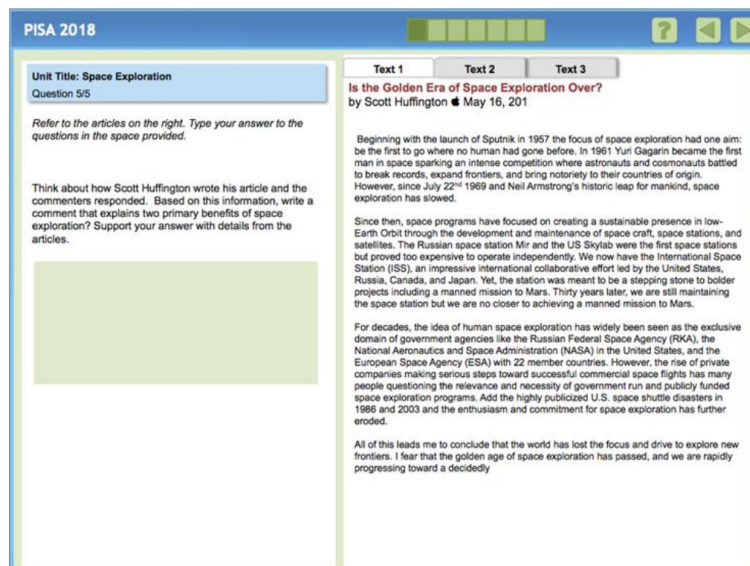 PISA 2018
?
Unit Title: Space Exploration
Question 5/5
Refer to the articles on the right. Type your answer to the
questions in the space provided.
Think about how Scott Huffington wrote his article and the
commenters responded. Based on this information, write a
comment that explains two primary benefits of space
exploration? Support your answer with details from the
articles.
Text 1
Text 2
Text 3
Is the Golden Era of Space Exploration Over?
by Scott Huffington May 16, 201
Beginning with the launch of Sputnik in 1957 the focus of space exploration had one aim:
be the first to go where no human had gone before. In 1961 Yuri Gagarin became the first
man in space sparking an intense competition where astronauts and cosmonauts battled
to break records, expand frontiers, and bring notoriety to their countries of origin.
However, since July 22nd 1969 and Neil Armstrong's historic leap for mankind, space
exploration has slowed.
Since then, space programs have focused on creating a sustainable presence in low-
Earth Orbit through the development and maintenance of space craft, space stations, and
satellites. The Russian space station Mir and the US Skylab were the first space stations
but proved too expensive to operate independently. We now have the International Space
Station (ISS), an impressive international collaborative effort led by the United States,
Russia, Canada, and Japan. Yet, the station was meant to be a stepping stone to bolder
projects including a manned mission to Mars. Thirty years later, we are still maintaining
the space station but we are no closer to achieving a manned mission to Mars.
For decades, the idea of human space exploration has widely been seen as the exclusive
domain of government agencies like the Russian Federal Space Agency (RKA), the
National Aeronautics and Space Administration (NASA) in the United States, and the
European Space Agency (ESA) with 22 member countries. However, the rise of private
companies making serious steps toward successful commercial space flights has many
people questioning the relevance and necessity of government run and publicly funded
space exploration programs. Add the highly publicized U.S. space shuttle disasters in
1986 and 2003 and the enthusiasm and commitment for space exploration has further
eroded.
All of this leads me to conclude that the world has lost the focus and drive to explore new
frontiers. I fear that the golden age of space exploration has passed, and we are rapidly
progressing toward a decidedly